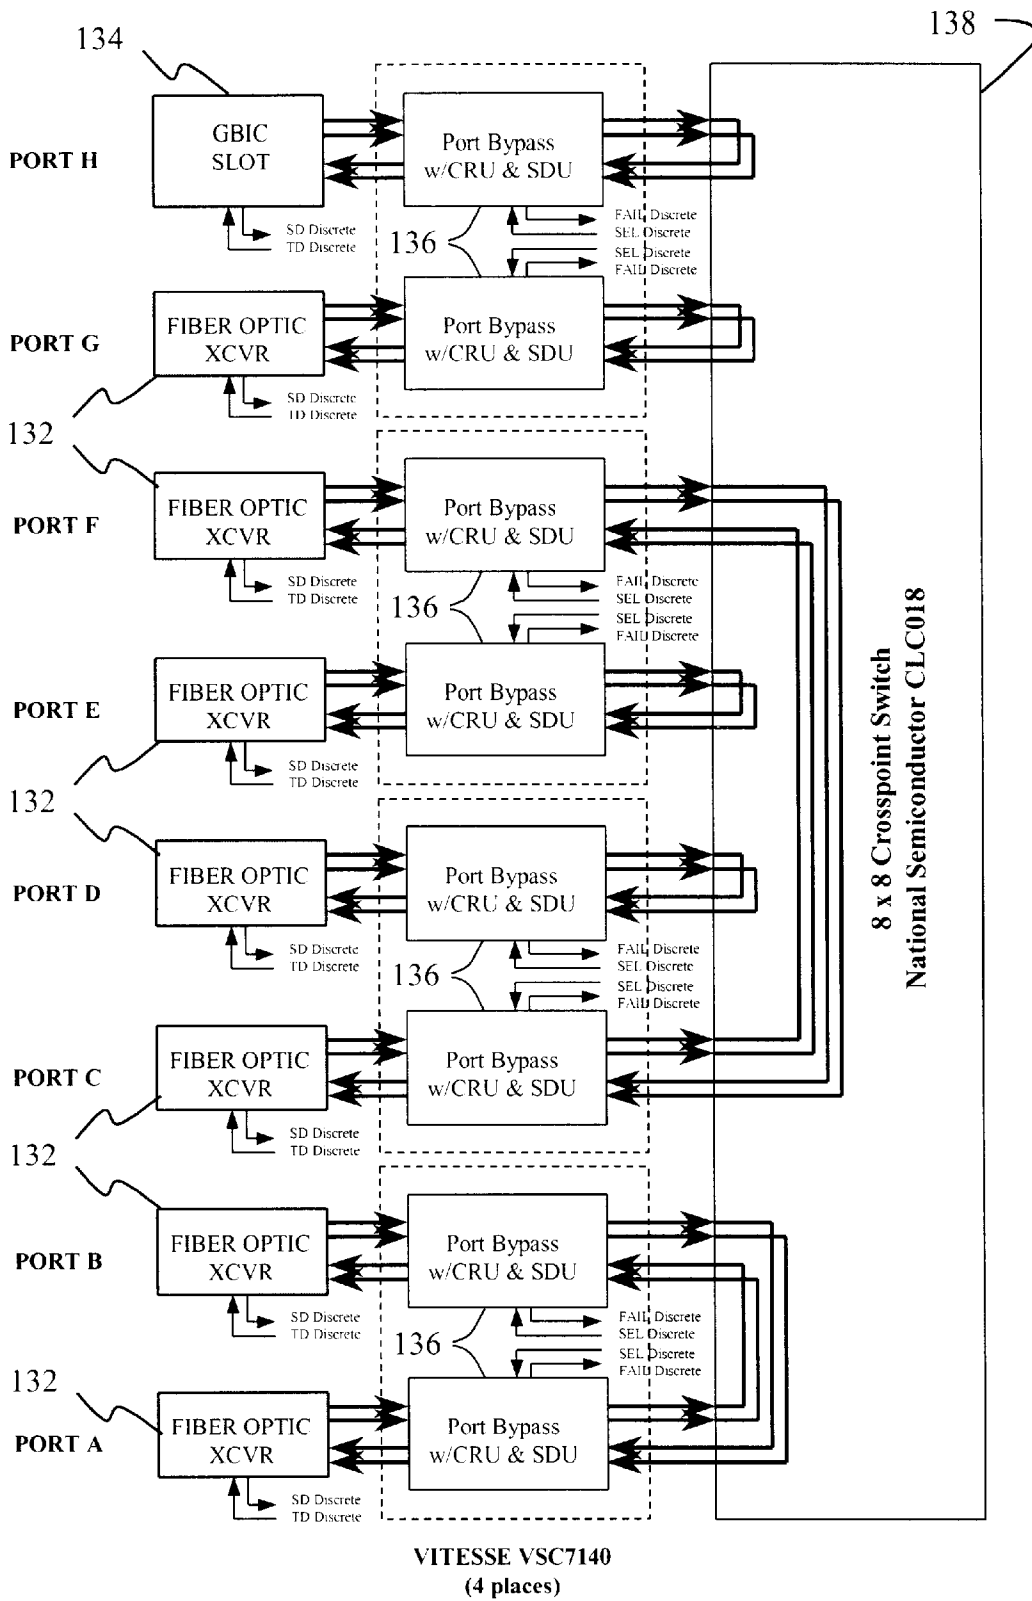 134
138
GBIC
SLOT
PORT H
Port Bypass
w/CRU & SDU
SD Discrete
TD Discrete
FAIL Discrete
SEL Discrete
136
SEL Discrete
FAIL Discrete
FIBER OPTIC
XCVR
PORT G
Port Bypass
w/CRU & SDU
SD Discrete
TD Discrete
132
FIBER OPTIC
XCVR
PORT F
Port Bypass
w/CRU & SDU
SD Discrete
TD Discrete
FAIL Discrete
SEL Discrete
136
SEL Discrete
FAIL Discrete
FIBER OPTIC
XCVR
PORT E
Port Bypass
w/CRU & SDU
SD Discrete
TD Discrete
132
8 x 8 Crosspoint Switch
National Semiconductor CLC018
FIBER OPTIC
XCVR
PORT D
Port Bypass
w/CRU & SDU
SD Discrete
TD Discrete
FAIL Discrete
SEL Discrete
136
SEL Discrete
FAIL Discrete
FIBER OPTIC
XCVR
PORT C
Port Bypass
w/CRU & SDU
SD Discrete
TD Discrete
132
FIBER OPTIC
XCVR
PORT B
Port Bypass
w/CRU & SDU
SD Discrete
TD Discrete
FAIL Discrete
SEL Discrete
136
SEL Discrete
FAIL Discrete
132
FIBER OPTIC
XCVR
PORT A
Port Bypass
w/CRU & SDU
SD Discrete
TD Discrete
VITESSE VSC7140
(4 places)